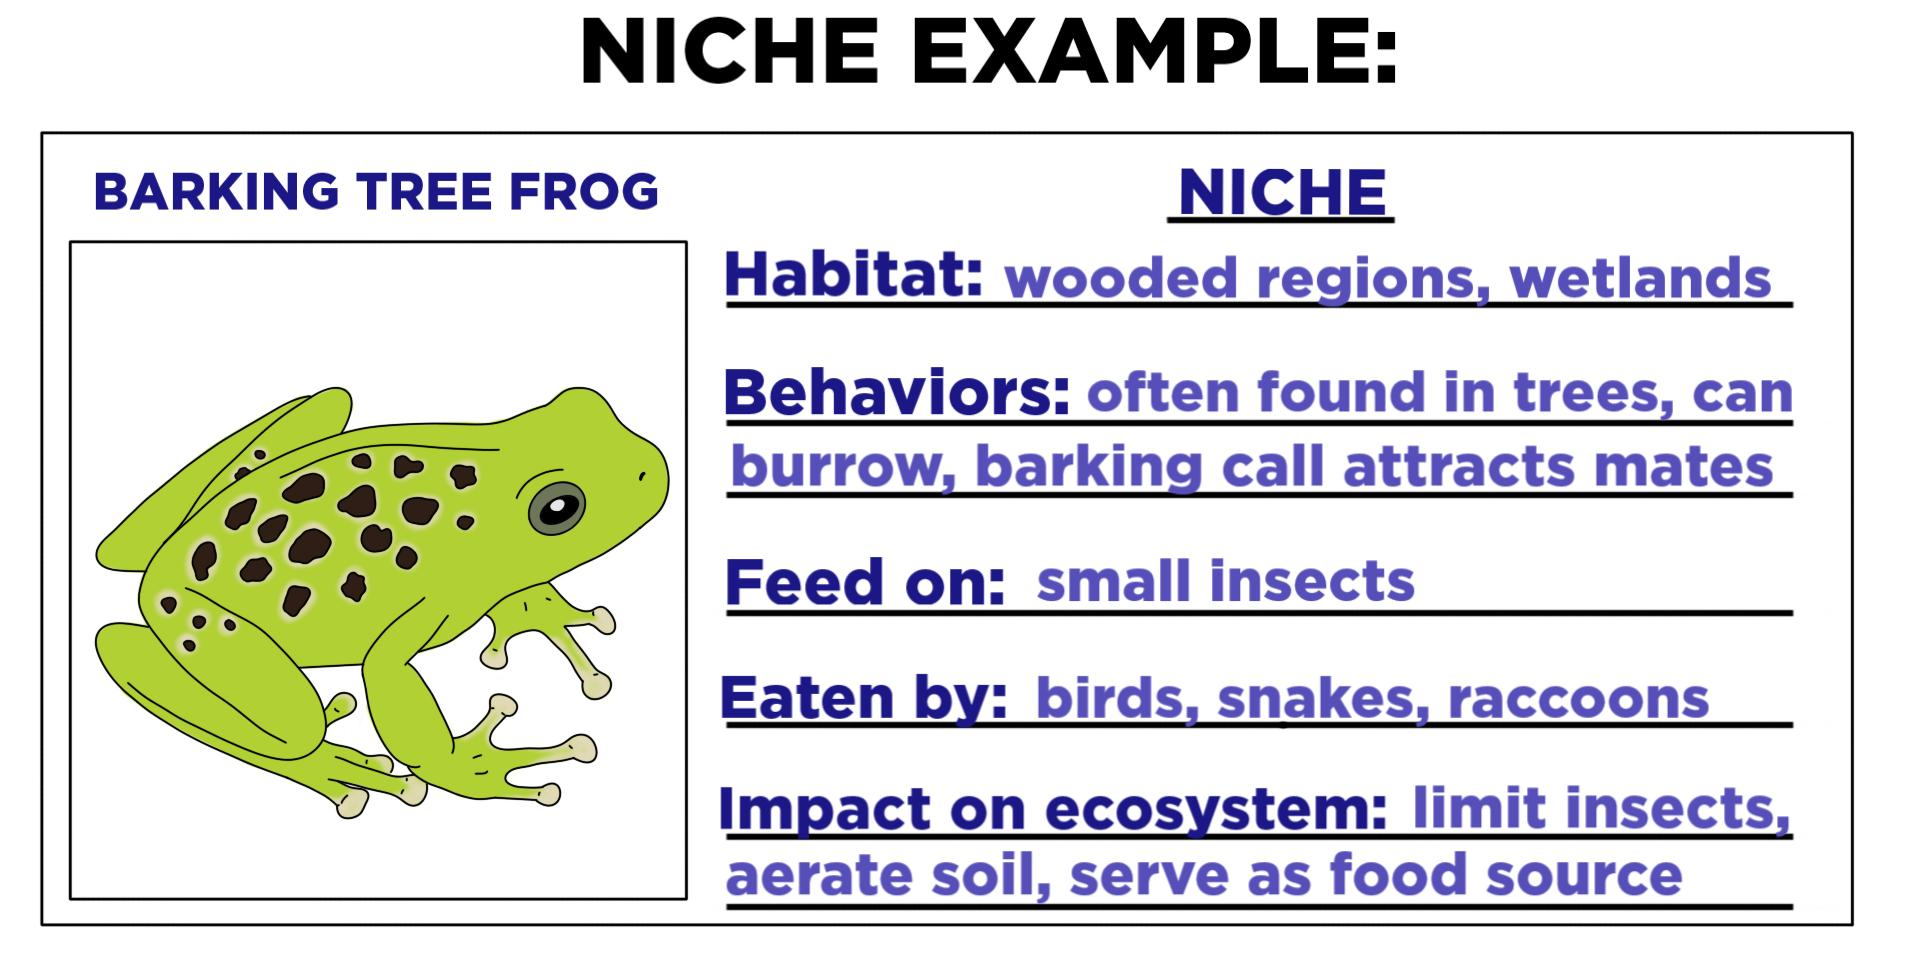 NICHE EXAMPLE:
BARKING TREE FROG
NICHE
Habitat: wooded regions, wetlands
Behaviors: often found in trees, can
burrow, barking call attracts mates
Feed on: small insects
Eaten by: birds, snakes, raccoons
Impact on ecosystem: limit insects,
aerate soil, serve as food source